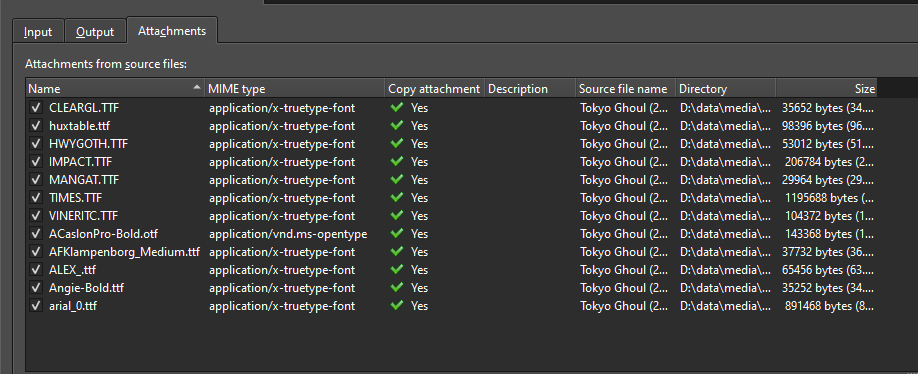 Input Output Attachments
Attachments from source files:
Name MIME type Copy attachment Description Source file name Directory Size
CLEARGL.TTF application/x-truetype-font Yes Tokyo Ghoul (2... D:\data\media\... 35652 bytes (34....
huxtable.ttf application/x-truetype-font Yes Tokyo Ghoul (2... D:\data\media\... 98396 bytes (96....
HWYGOTH.TTF application/x-truetype-font Yes Tokyo Ghoul (2... D:\data\media\... 53012 bytes (51....
IMPACT.TTF application/x-truetype-font Yes Tokyo Ghoul (2... D:\data\media\... 206784 bytes (2...
MANGAT.TTF application/x-truetype-font Yes Tokyo Ghoul (2... D:\data\media\... 29964 bytes (29....
TIMES.TTF application/x-truetype-font Yes Tokyo Ghoul (2... D:\data\media\... 1195688 bytes (...
VINERITC.TTF application/x-truetype-font Yes Tokyo Ghoul (2... D:\data\media\... 104372 bytes (1...
ACaslonPro-Bold.otf application/vnd.ms-opentype Yes Tokyo Ghoul (2... D:\data\media\... 143368 bytes (1...
AFKlampenborg_Medium.ttf application/x-truetype-font Yes Tokyo Ghoul (2... D:\data\media\... 37732 bytes (36....
ALEX_.ttf application/x-truetype-font Yes Tokyo Ghoul (2... D:\data\media\... 65456 bytes (63....
Angie-Bold.ttf application/x-truetype-font Yes Tokyo Ghoul (2... D:\data\media\... 35252 bytes (34....
arial_0.ttf application/x-truetype-font Yes Tokyo Ghoul (2... D:\data\media\... 891468 bytes (8...